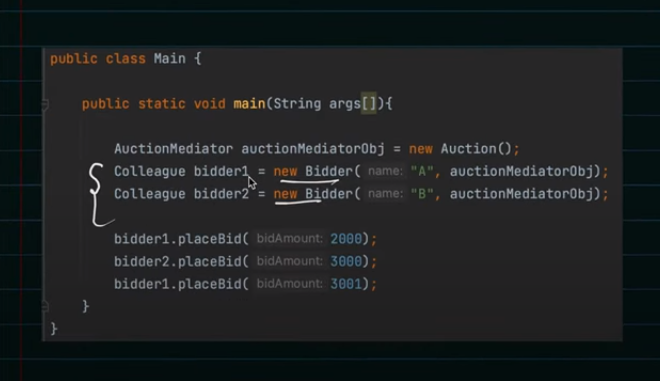 public class Main {
public static void main(String args[]){
AuctionMediator auctionMediatorObj = new Auction();
Colleague bidder1 = new Bidder( name: "A", auctionMediatorObj);
Colleague bidder2 = new Bidder( name: "B", auctionMediatorObj);
bidder1.placeBid( bidAmount: 2000);
bidder2.placeBid( bidAmount: 3000);
bidder1.placeBid( bidAmount: 3001);
}
}